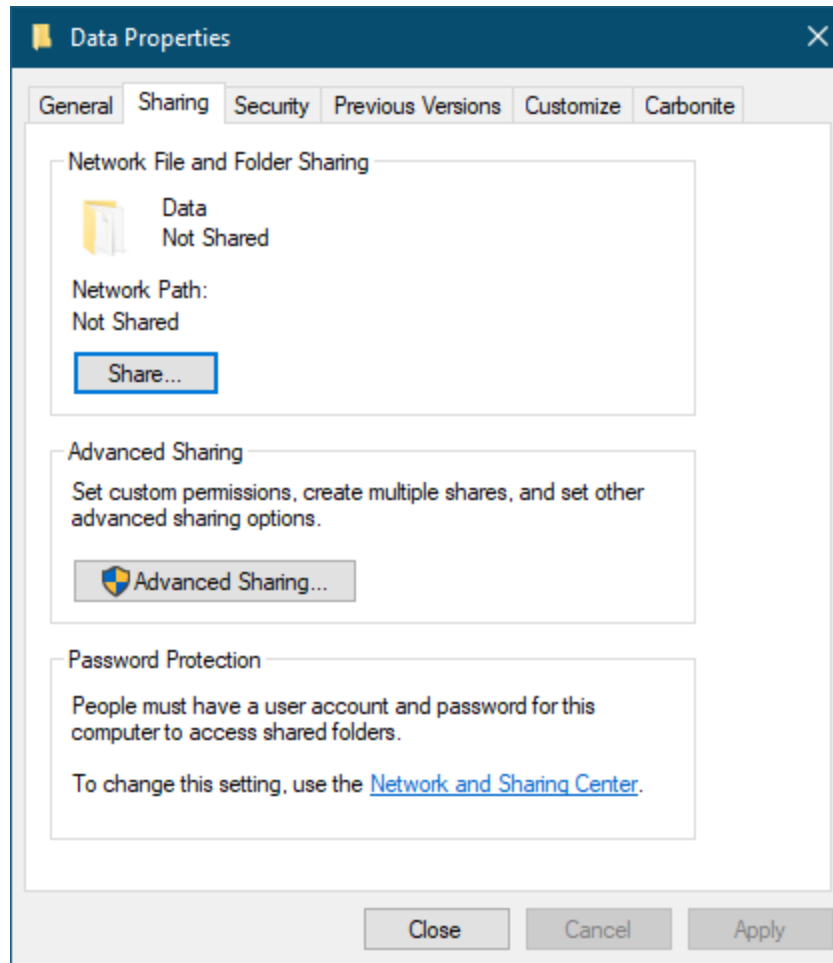 Data Properties
General Sharing Security Previous Versions Customize Carbonite
Network File and Folder Sharing
Data
Not Shared
Network Path:
Not Shared
Share...
Advanced Sharing
Set custom permissions, create multiple shares, and set other
advanced sharing options.
Advanced Sharing...
Password Protection
People must have a user account and password for this
computer to access shared folders.
To change this setting, use the Network and Sharing Center.
Close Cancel Apply